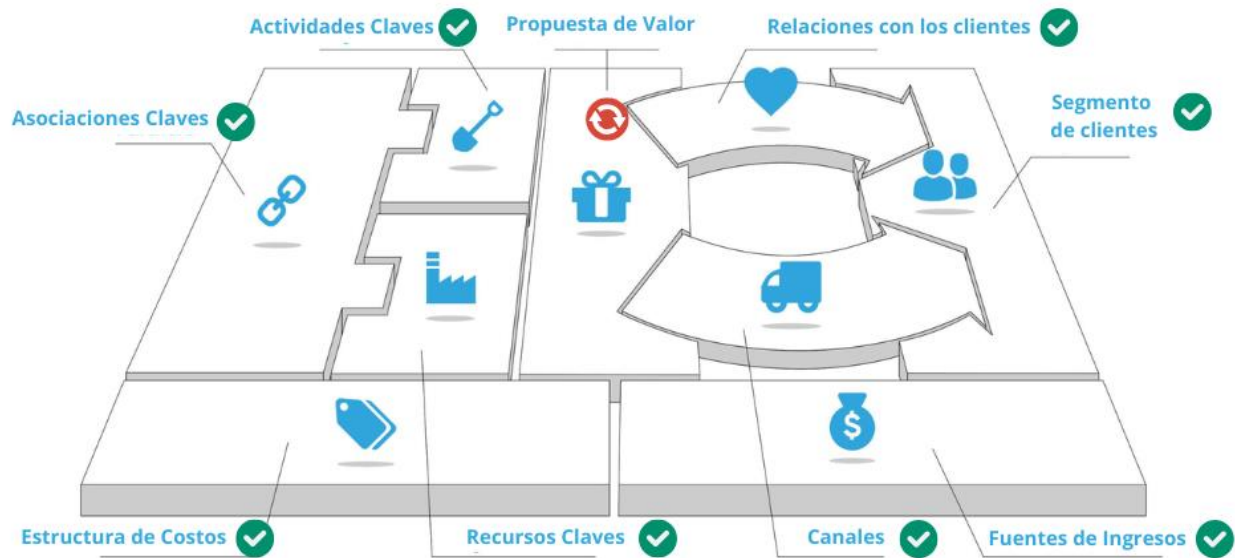 Actividades Claves
Propuesta de Valor
Relaciones con los clientes
Asociaciones Claves
Segmento
de clientes
$
Estructura de Costos
Recursos Claves
Canales
Fuentes de Ingresos